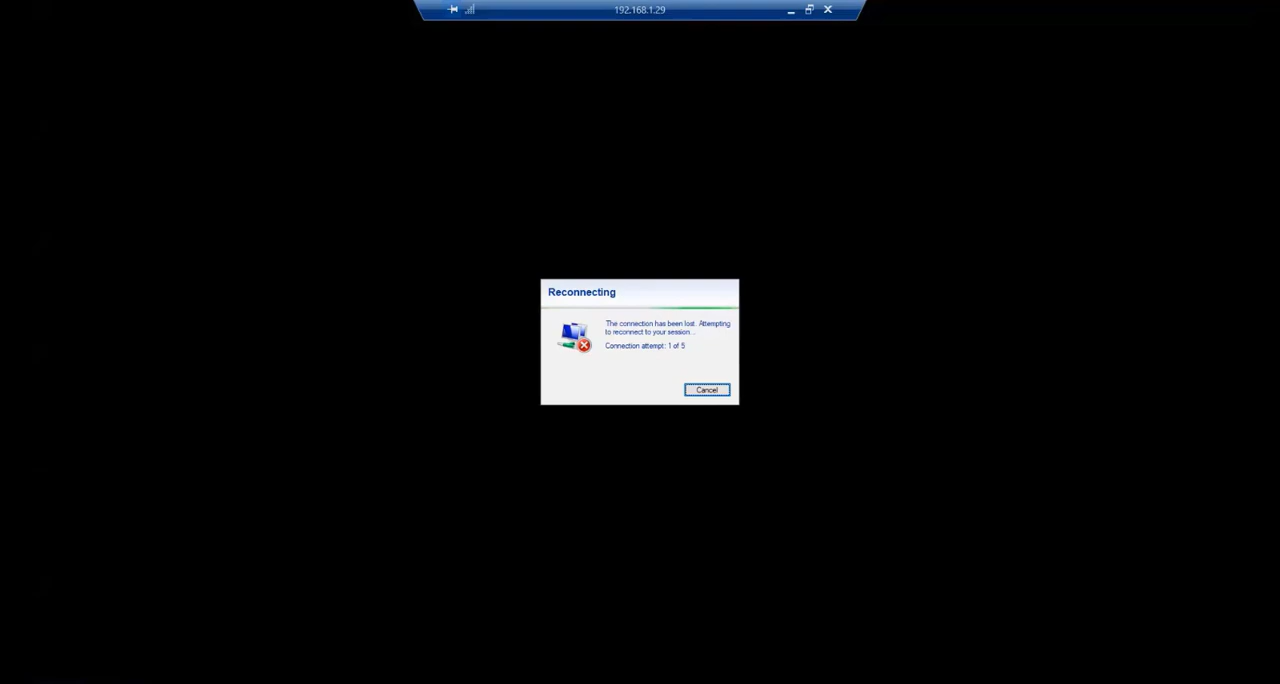 192.168.1.29
Reconnecting
The connection has been lost. Attempting
to reconnect to your session...
Connection attempt: 1 of 5
Cancel